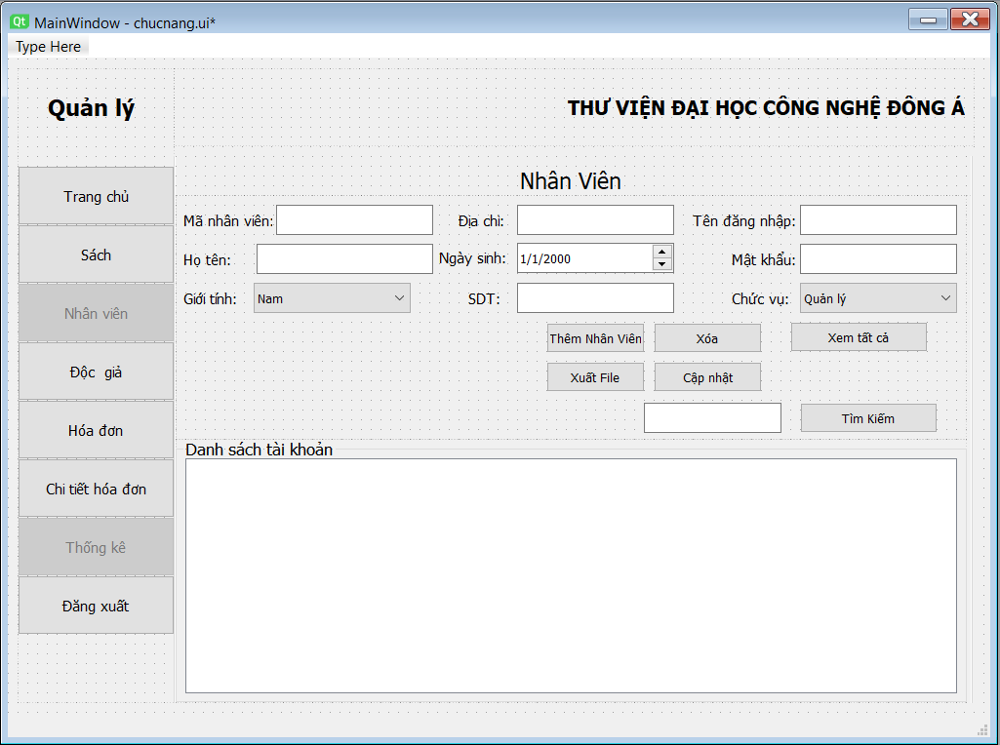 Qt MainWindow - chucnang.ui*
Type Here
Quản lý
THƯ VIỆN ĐẠI HỌC CÔNG NGHỆ ĐÔNG Á
Trang chủ
Sách
Nhân viên
Độc giả
Hóa đơn
Chi tiết hóa đơn
Thống kê
Đăng xuất
Nhân Viên
Mã nhân viên: Địa chỉ: Tên đăng nhập:
Họ tên: Ngày sinh: 1/1/2000 Mật khẩu:
Giới tính: Nam SDT: Chức vụ: Quản lý
Thêm Nhân Viên Xóa Xem tất cả
Xuất File Cập nhật
Tìm Kiếm
Danh sách tài khoản